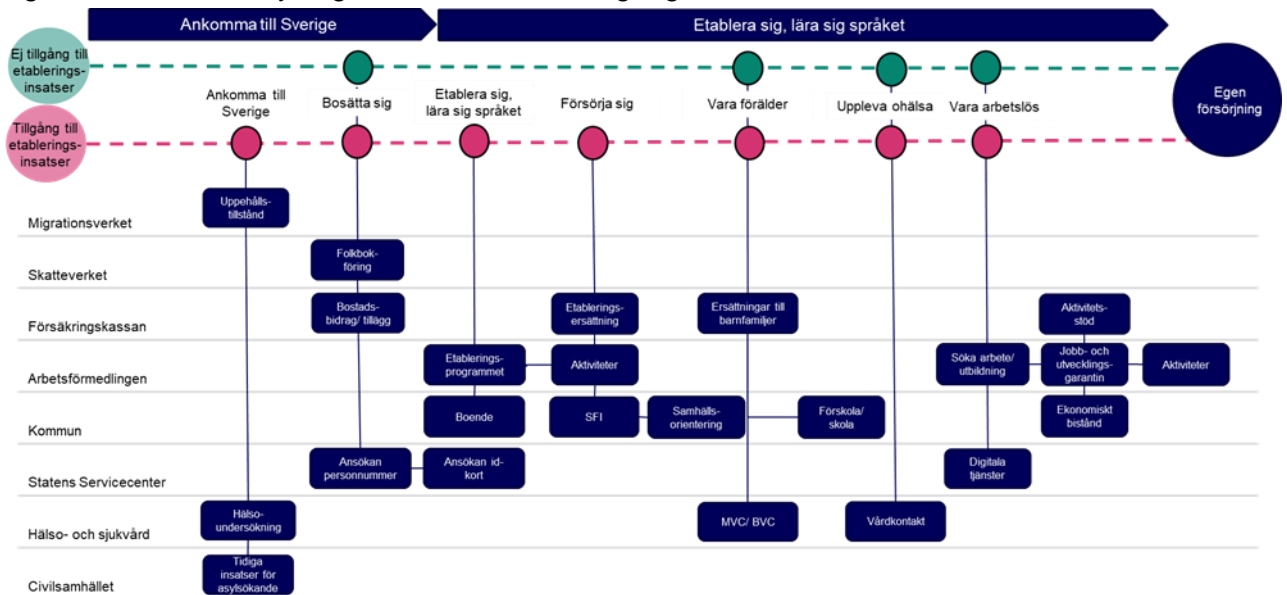 Ankomma till Sverige
Etablera sig, lära sig språket
Ej tillgång till
etablerings-
insatser
Tillgång till
etablerings-
insatser
Ankomma till
Sverige
Bosätta sig
Etablera sig,
lära sig språket
Försörja sig
Vara förälder
Uppleva ohälsa
Vara arbetslös
Egen
försörjning
Migrationsverket
Uppehålls-
tillstånd
Skatteverket
Folkbok-
föring
Försäkringskassan
Bostads-
bidrag/ tillägg
Etablerings-
ersättning
Ersättningar till
barnfamiljer
Aktivitets-
stöd
Arbetsförmedlingen
Etablerings-
programmet
Aktiviteter
Söka arbete/
utbildning
Jobb- och
utvecklings-
garantin
Aktiviteter
Kommun
Boende
SFI
Samhälls-
orientering
Förskola/
skola
Ekonomiskt
bistånd
Statens Servicecenter
Ansökan
personnummer
Ansökan id-
kort
Digitala
tjänster
Hälso- och sjukvård
Hälso-
undersökning
MVC/ BVC
Vårdkontakt
Civilsamhället
Tidiga
insatser för
asylsökande